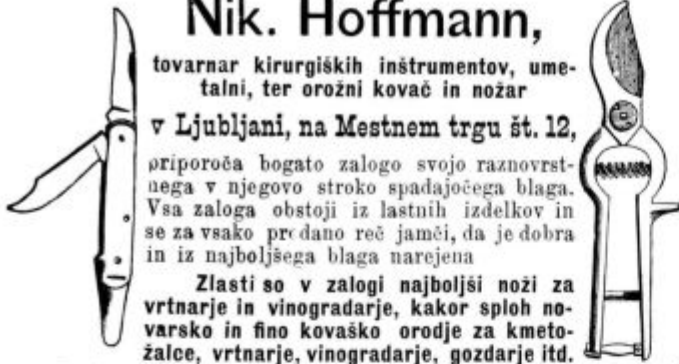 Nik. Hoffmann,
tovarnar kirurgiških inštrumentov, ume-
talni, ter orožni kovač in nožar
v Ljubljani, na Mestnem trgu št. 12,
priporoča bogato zalogo svojo raznovrst-
nega v njegovo stroko spadajočega blaga.
Vsa zaloga obstoji iz lastnih izdelkov in
se za vsako prodano reč jamči, da je dobra
in iz najboljšega blaga narejena
Zlasti so v zalogi najboljši noži za
vrtnarje in vinogradarje, kakor sploh no-
varsko in fino kovaško orodje za kmeto-
žalce, vrtnarje, vinogradarje, gozdarje itd.